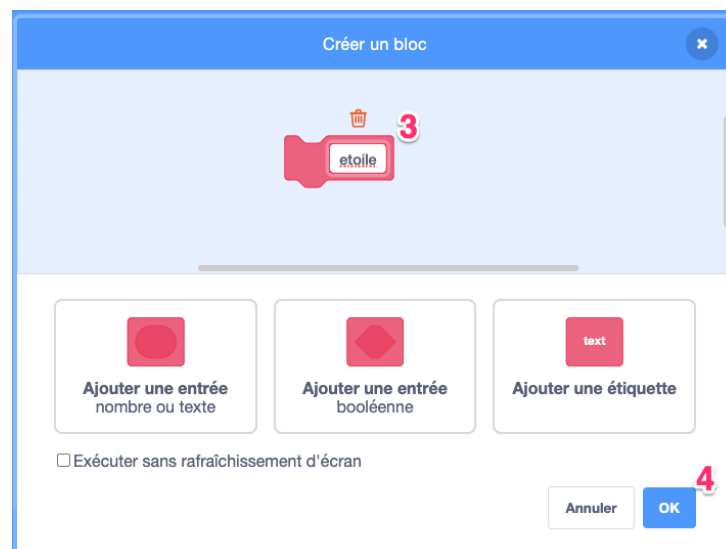 Créer un bloc
3
etoile
text
Ajouter une entrée
nombre ou texte
Ajouter une entrée
booléenne
Ajouter une étiquette
Exécuter sans rafraîchissement d'écran
4
Annuler
OK